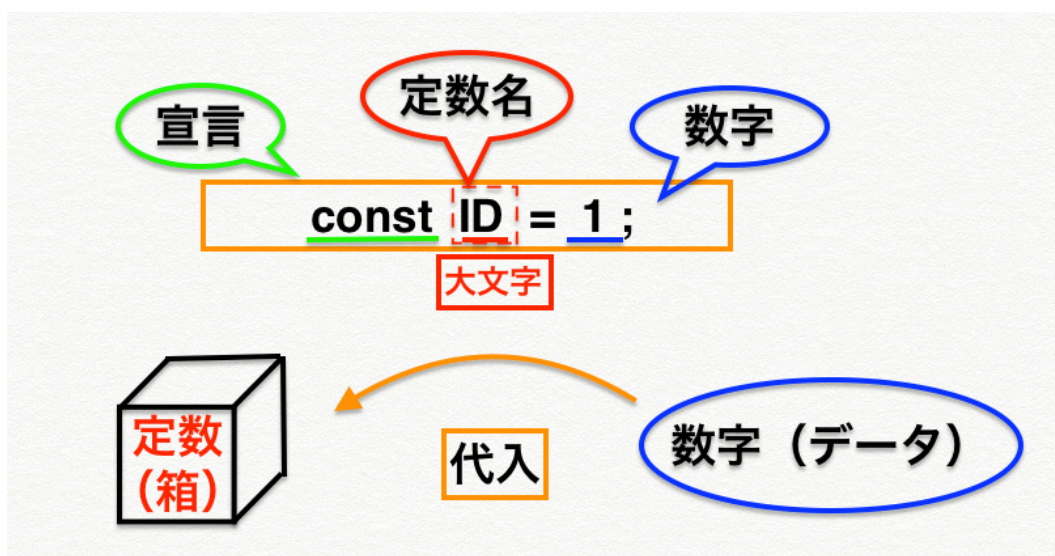 定数名
宣言
数字
const ID = 1 ;
大文字
定数
(箱)
代入
数字（データ）